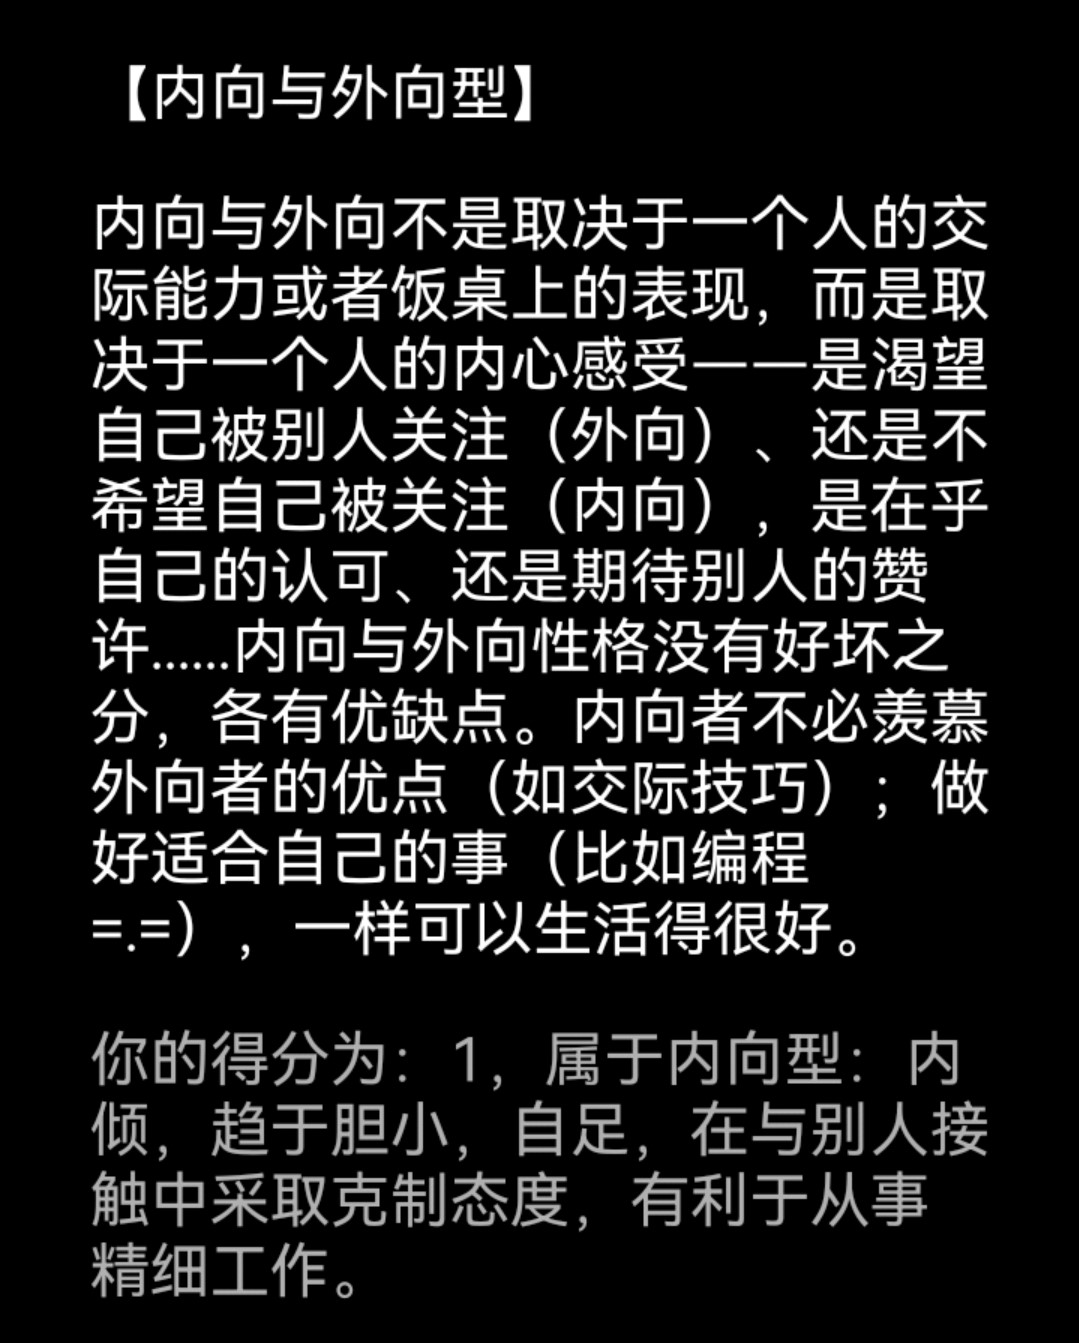 【内向与外向型】
内向与外向不是取决于一个人的交
际能力或者饭桌上的表现，而是取
决于一个人的内心感受——是渴望
自己被别人关注（外向）、还是不
希望自己被关注（内向），是在乎
自己的认可、还是期待别人的赞
许......内向与外向性格没有好坏之
分，各有优缺点。内向者不必羡慕
外向者的优点（如交际技巧）；做
好适合自己的事（比如编程
=.=），一样可以生活得很好。
你的得分为：1，属于内向型：内
倾，趋于胆小，自足，在与别人接
触中采取克制态度，有利于从事
精细工作。